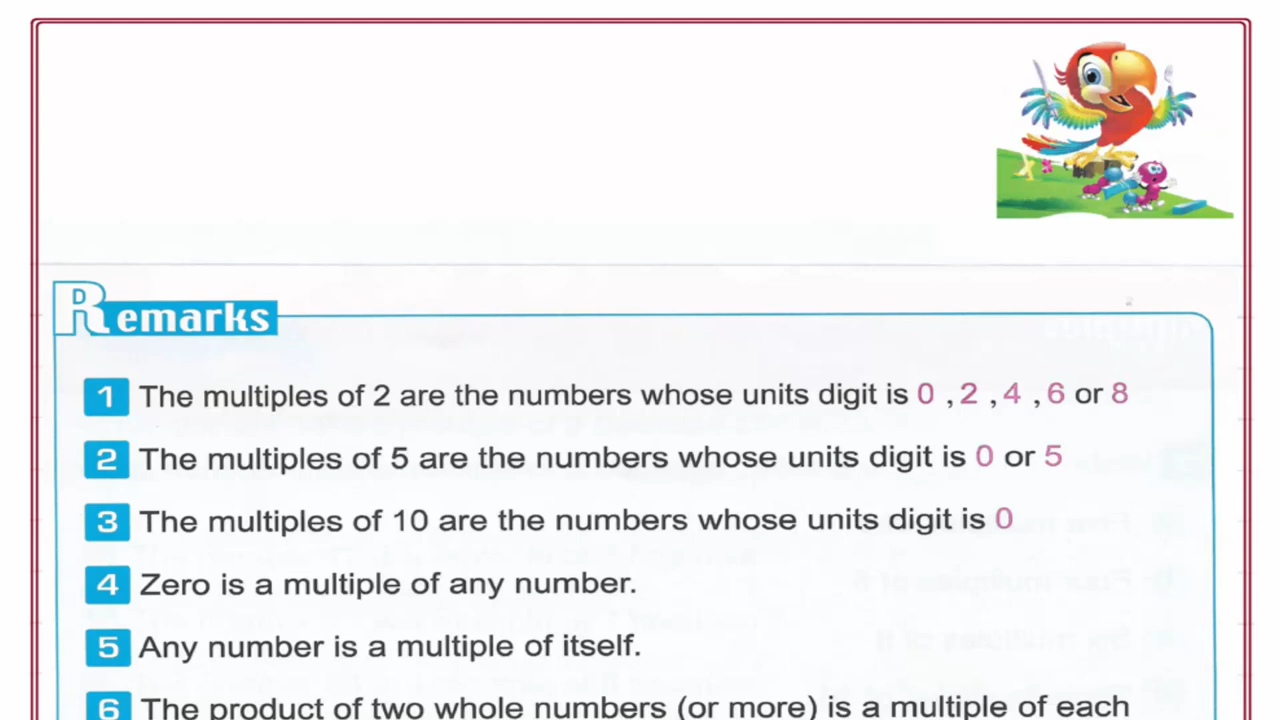 Remarks
1 The multiples of 2 are the numbers whose units digit is 0 , 2 , 4 , 6 or 8
2 The multiples of 5 are the numbers whose units digit is 0 or 5
3 The multiples of 10 are the numbers whose units digit is 0
4 Zero is a multiple of any number.
5 Any number is a multiple of itself.
6 The product of two whole numbers (or more) is a multiple of each